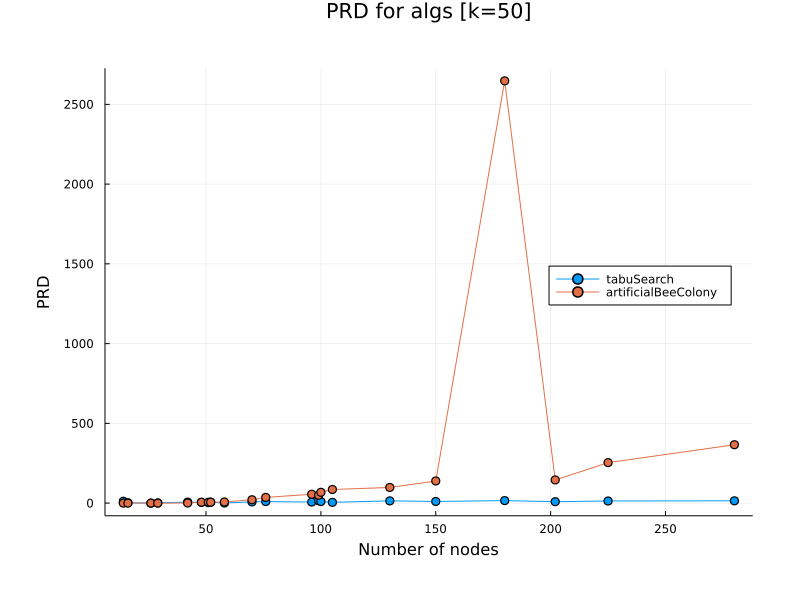 PRD for algs [k=50]
PRD
2500
2000
1500
1000
500
0
tabuSearch
artificialBeeColony
50
100
150
200
250
Number of nodes